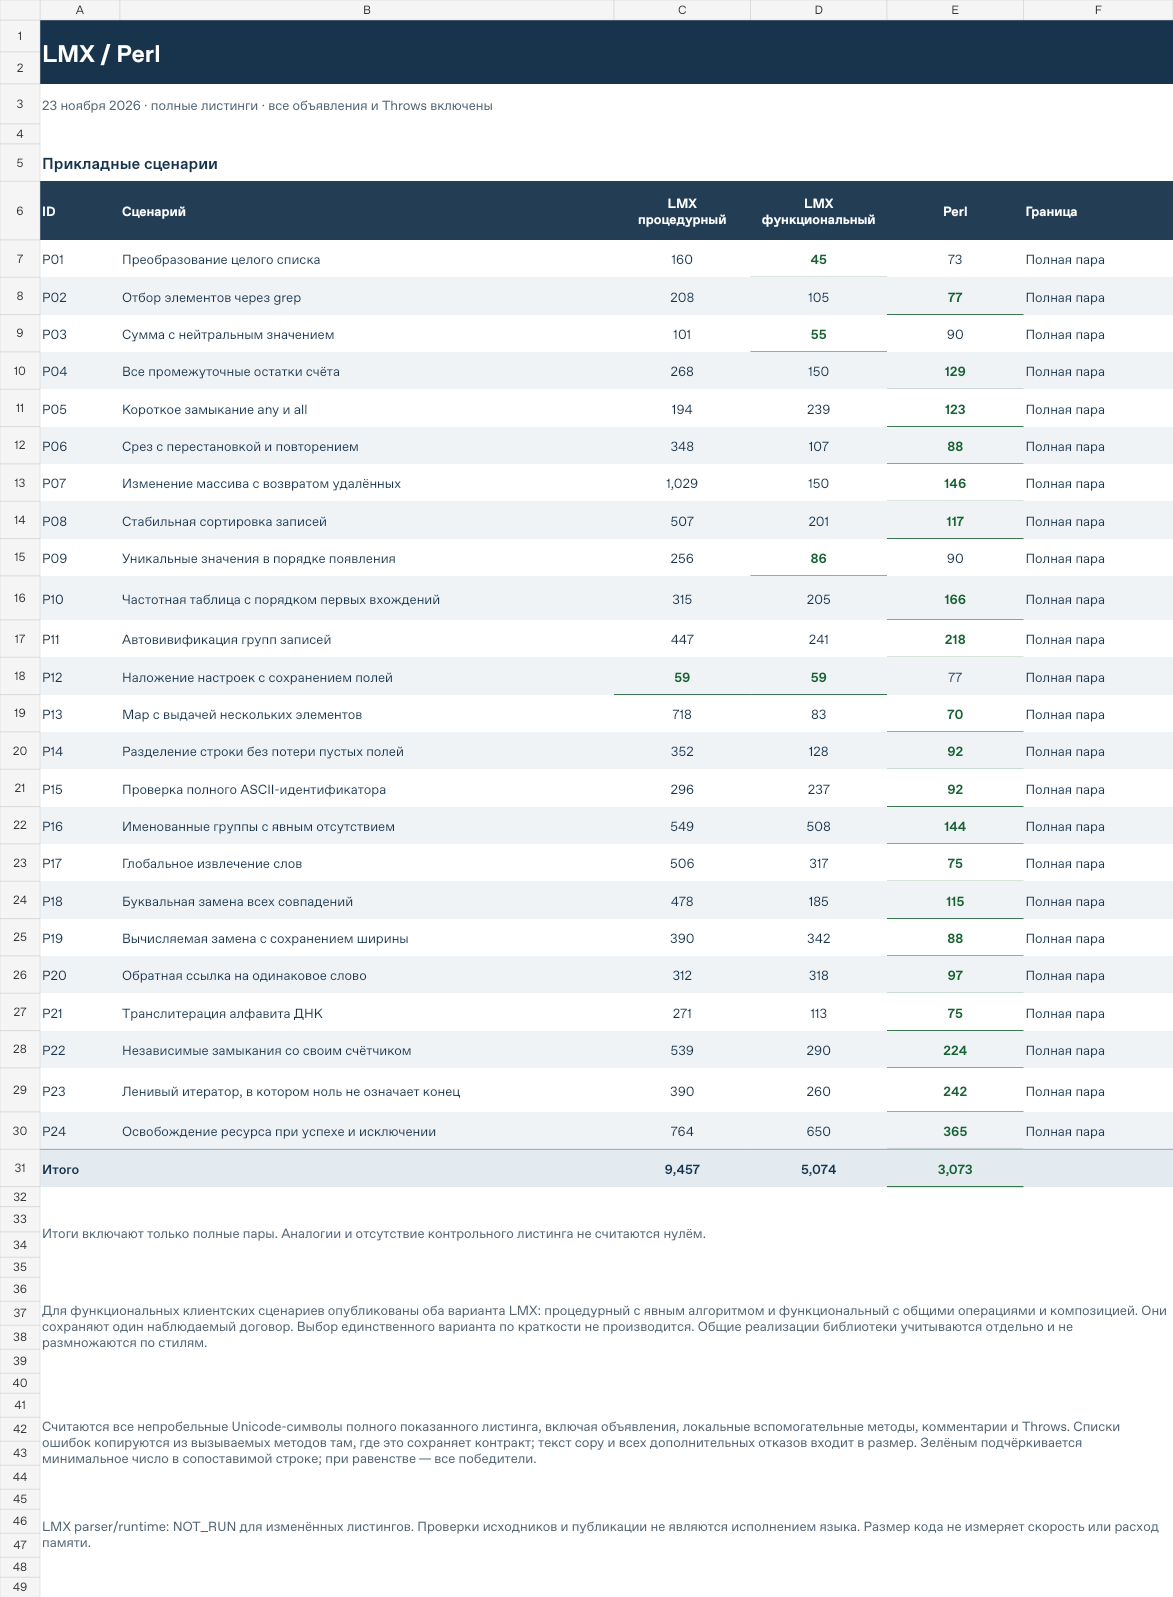 A B C D E F
1
2 LMX / Perl
3 23 ноября 2026 · полные листинги · все объявления и Throws включены
4
5 Прикладные сценарии
6 ID Сценарий LMX процедурный LMX функциональный Perl Граница
7 P01 Преобразование целого списка 160 45 73 Полная пара
8 P02 Отбор элементов через grep 208 105 77 Полная пара
9 P03 Сумма с нейтральным значением 101 55 90 Полная пара
10 P04 Все промежуточные остатки счёта 268 150 129 Полная пара
11 P05 Короткое замыкание any и all 194 239 123 Полная пара
12 P06 Срез с перестановкой и повторением 348 107 88 Полная пара
13 P07 Изменение массива с возвратом удалённых 1,029 150 146 Полная пара
14 P08 Стабильная сортировка записей 507 201 117 Полная пара
15 P09 Уникальные значения в порядке появления 256 86 90 Полная пара
16 P10 Частотная таблица с порядком первых вхождений 315 205 166 Полная пара
17 P11 Автовивификация групп записей 447 241 218 Полная пара
18 P12 Наложение настроек с сохранением полей 59 59 77 Полная пара
19 P13 Map с выдачей нескольких элементов 718 83 70 Полная пара
20 P14 Разделение строки без потери пустых полей 352 128 92 Полная пара
21 P15 Проверка полного ASCII-идентификатора 296 237 92 Полная пара
22 P16 Именованные группы с явным отсутствием 549 508 144 Полная пара
23 P17 Глобальное извлечение слов 506 317 75 Полная пара
24 P18 Буквальная замена всех совпадений 478 185 115 Полная пара
25 P19 Вычисляемая замена с сохранением ширины 390 342 88 Полная пара
26 P20 Обратная ссылка на одинаковое слово 312 318 97 Полная пара
27 P21 Транслитерация алфавита ДНК 271 113 75 Полная пара
28 P22 Независимые замыкания со своим счётчиком 539 290 224 Полная пара
29 P23 Ленивый итератор, в котором ноль не означает конец 390 260 242 Полная пара
30 P24 Освобождение ресурса при успехе и исключении 764 650 365 Полная пара
31 Итого 9,457 5,074 3,073
32
33
Итоги включают только полные пары. Аналогии и отсутствие контрольного листинга не считаются нулём.
34
35
36
37 Для функциональных клиентских сценариев опубликованы оба варианта LMX: процедурный с явным алгоритмом и функциональный с общими операциями и композицией. Они
сохраняют один наблюдаемый договор. Выбор единственного варианта по краткости не производится. Общие реализации библиотеки учитываются отдельно и не
38 размножаются по стилям.
39
40
41
42 Считаются все непробельные Unicode-символы полного показанного листинга, включая объявления, локальные вспомогательные методы, комментарии и Throws. Списки
ошибок копируются из вызываемых методов там, где это сохраняет контракт; текст copy и всех дополнительных отказов входит в размер. Зелёным подчёркивается
43 минимальное число в сопоставимой строке; при равенстве — все победители.
44
45
46 LMX parser/runtime: NOT_RUN для изменённых листингов. Проверки исходников и публикации не являются исполнением языка. Размер кода не измеряет скорость или расход
47 памяти.
48
49